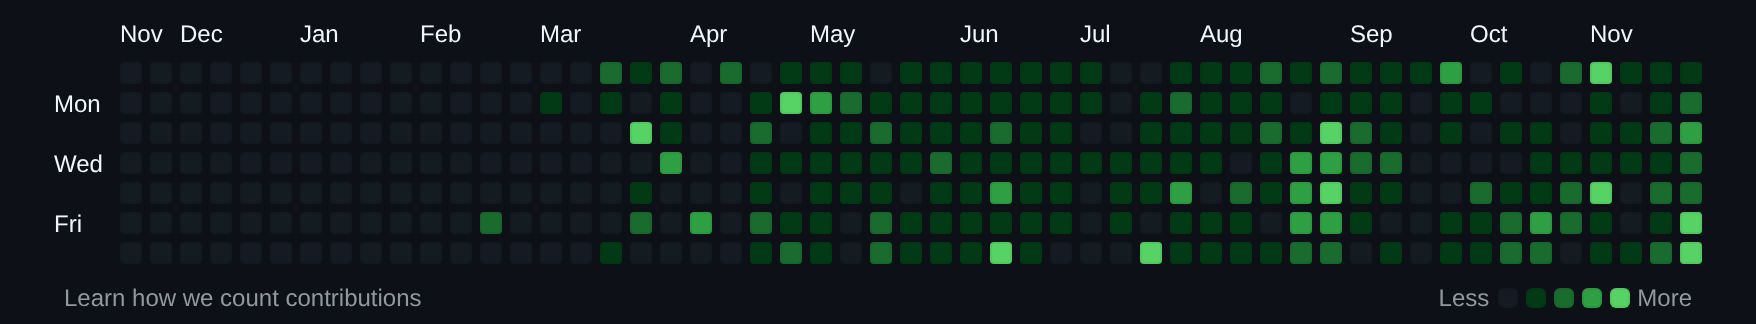 Nov Dec Jan Feb Mar Apr May Jun Jul Aug Sep Oct Nov
Mon
Wed
Fri
Learn how we count contributions Less More